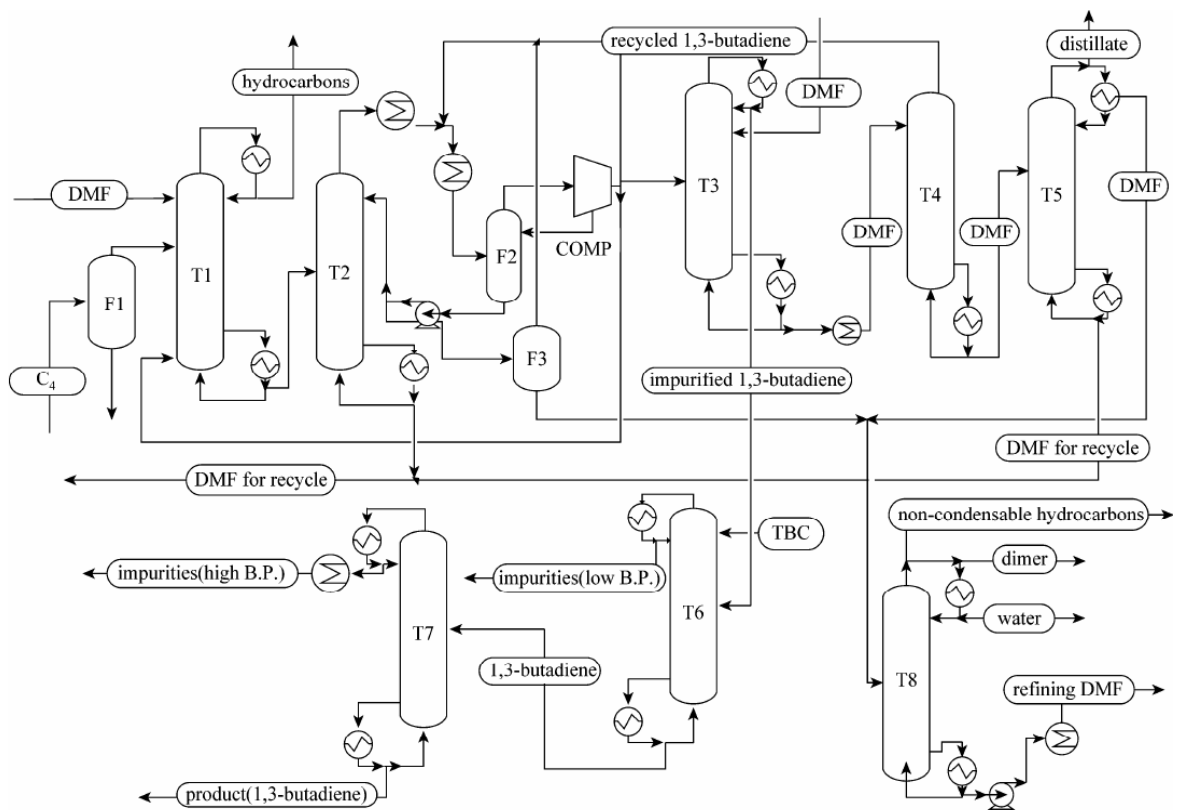 recycled 1,3-butadiene
distillate
hydrocarbons
DMF
DMF
DMF
T1
T2
F1
F2
COMP
T3
DMF
T4
DMF
T5
F3
C4
impurified 1,3-butadiene
DMF for recycle
DMF for recycle
non-condensable hydrocarbons
TBC
dimer
impurities(high B.P.)
impurities(low B.P.)
T6
water
T7
1,3-butadiene
T8
refining DMF
product(1,3-butadiene)